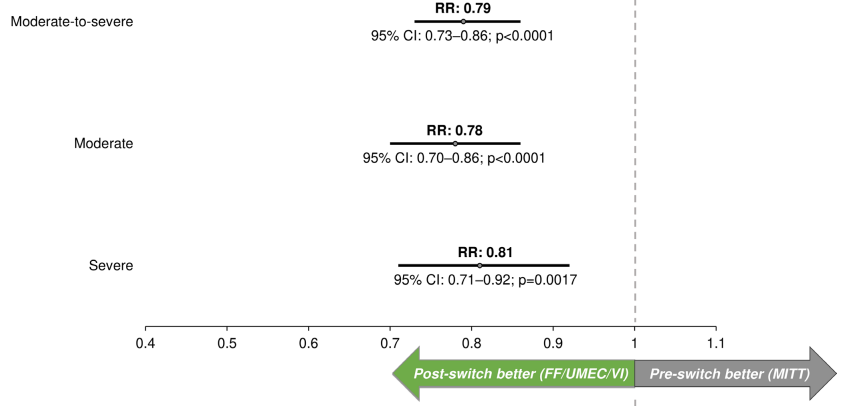 RR: 0.79
Moderate-to-severe
95% CI: 0.73–0.86; p<0.0001
RR: 0.78
Moderate
95% CI: 0.70–0.86; p<0.0001
RR: 0.81
Severe
95% CI: 0.71–0.92; p=0.0017
0.4 0.5 0.6 0.7 0.8 0.9 1 1.1
Post-switch better (FF/UMEC/VI) Pre-switch better (MITT)